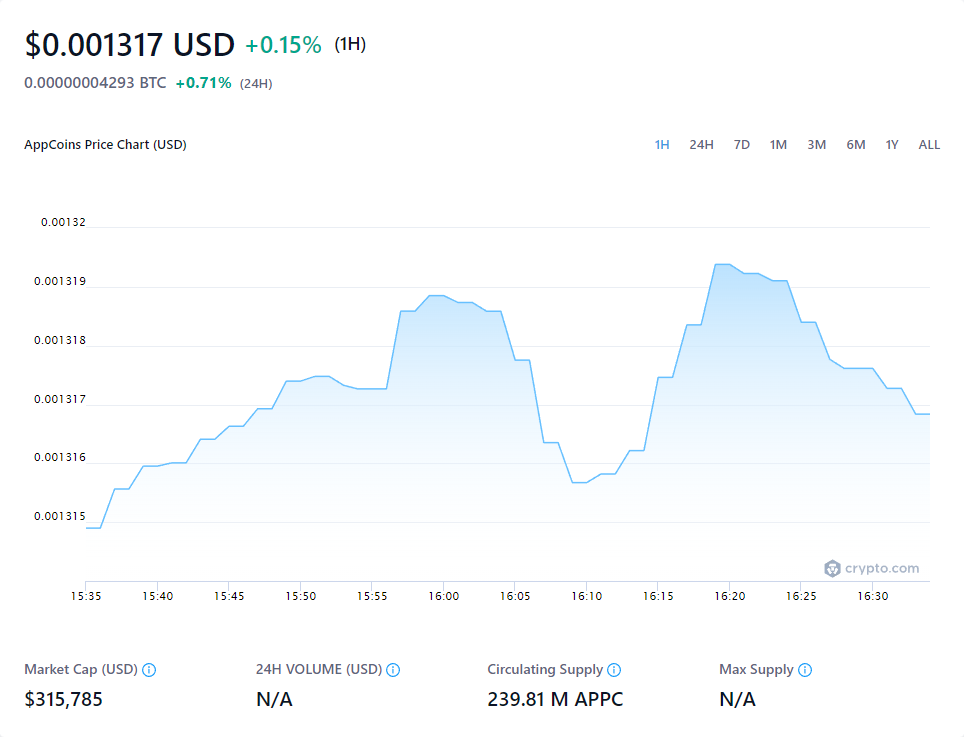 $0.001317 USD +0.15% (1H)
0.00000004293 BTC +0.71% (24H)
AppCoins Price Chart (USD) 1H 24H 7D 1M 3M 6M 1Y ALL
0.00132
0.001319
0.001318
0.001317
0.001316
0.001315
crypto.com
15:35 15:40 15:45 15:50 15:55 16:00 16:05 16:10 16:15 16:20 16:25 16:30
Market Cap (USD) 24H VOLUME (USD) Circulating Supply Max Supply
$315,785 N/A 239.81 M APPC N/A